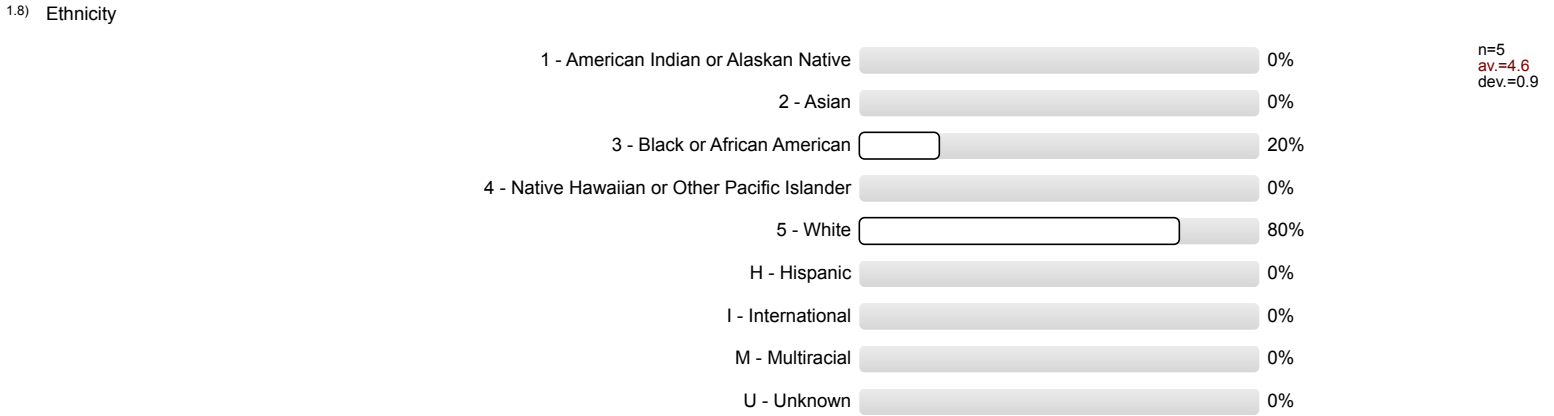 1.8) Ethnicity
1 - American Indian or Alaskan Native 0%
2 - Asian 0%
3 - Black or African American 20%
4 - Native Hawaiian or Other Pacific Islander 0%
5 - White 80%
H - Hispanic 0%
I - International 0%
M - Multiracial 0%
U - Unknown 0%
n=5
av.=4.6
dev.=0.9